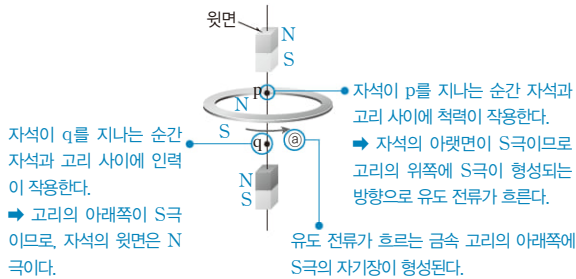 윗면
N
S
p
N
자석이 p를 지나는 순간 자석과
고리 사이에 척력이 작용한다.
➡ 자석의 아랫면이 S극이므로
고리의 위쪽에 S극이 형성되는
방향으로 유도 전류가 흐른다.
S
ⓐ
q
자석이 q를 지나는 순간
자석과 고리 사이에 인력
이 작용한다.
➡ 고리의 아래쪽이 S극
이므로, 자석의 윗면은 N
극이다.
N
S
유도 전류가 흐르는 금속 고리의 아래쪽에
S극의 자기장이 형성된다.